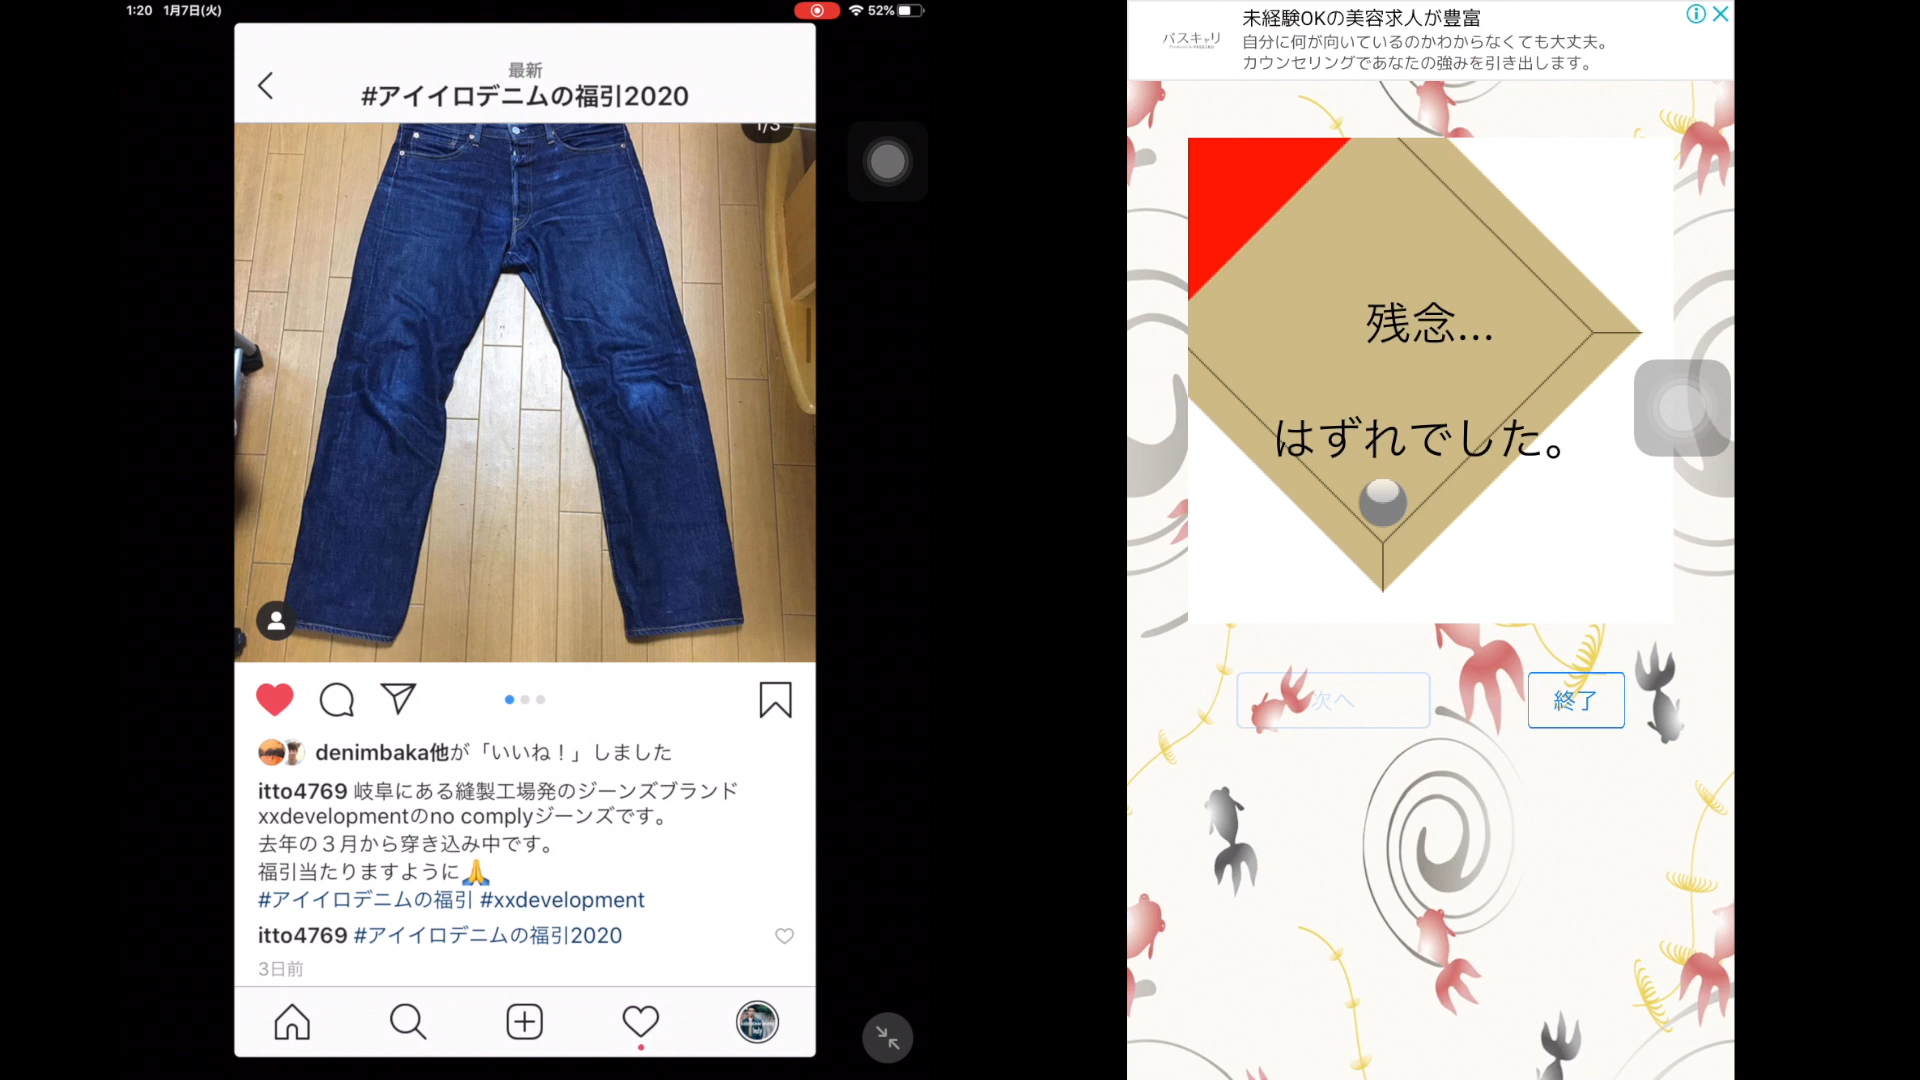 1:20 1月7日(火)
52%
最新
#アイイロデニムの福引2020
1/3
denimbaka他が「いいね！」しました
itto4769 岐阜にある縫製工場発のジーンズブランド
xxdevelopmentのno complyジーンズです。
去年の３月から穿き込み中です。
福引当たりますように🙏
#アイイロデニムの福引 #xxdevelopment
itto4769 #アイイロデニムの福引2020
3日前
パスキャリ
未経験OKの美容求人が豊富
自分に何が向いているのかわからなくても大丈夫。
カウンセリングであなたの強みを引き出します。
残念...
はずれでした。
次へ
終了